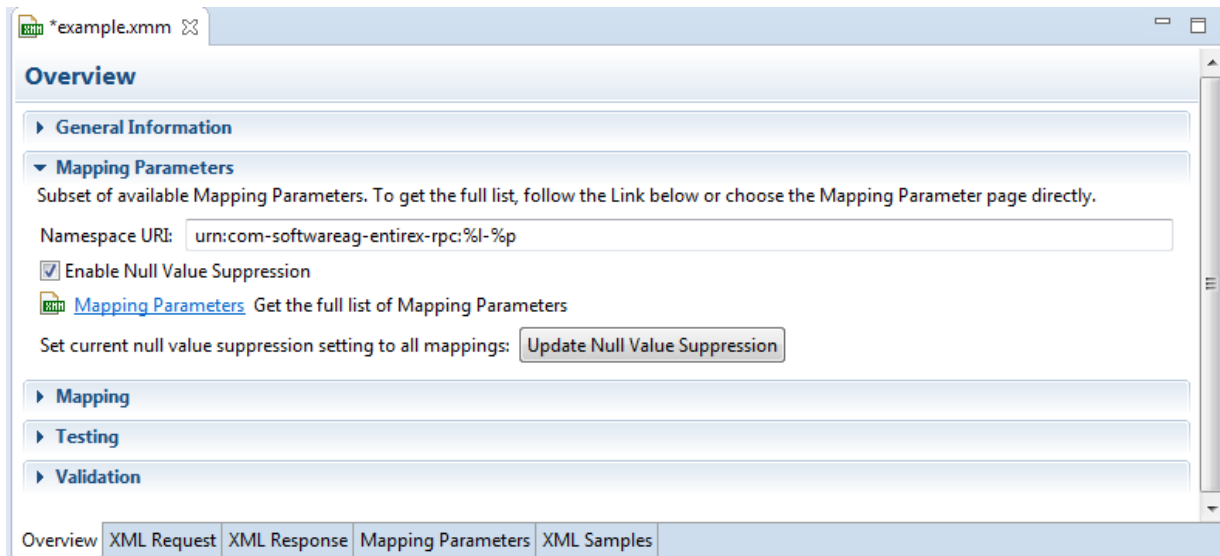 *example.xmm
Overview
General Information
Mapping Parameters
Subset of available Mapping Parameters. To get the full list, follow the Link below or choose the Mapping Parameter page directly.
Namespace URI: urn:com-softwareag-entirex-rpc:%l-%p
Enable Null Value Suppression
Mapping Parameters Get the full list of Mapping Parameters
Set current null value suppression setting to all mappings: Update Null Value Suppression
Mapping
Testing
Validation
Overview XML Request XML Response Mapping Parameters XML Samples